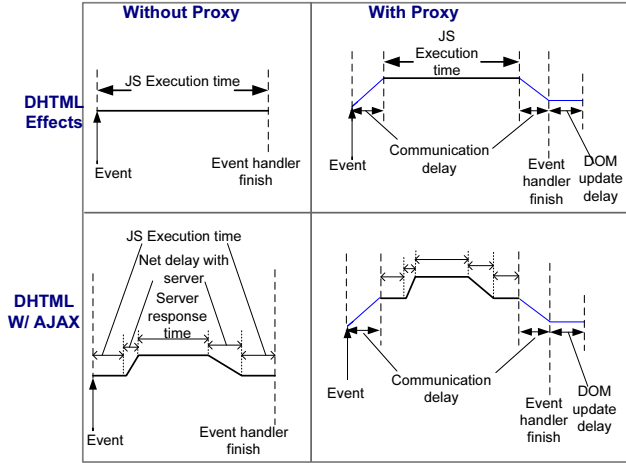 Without Proxy
With Proxy
DHTML
Effects
JS Execution time
Event
Event handler
finish
JS
Execution
time
Event
Communication
delay
Event
handler
finish
DOM
update
delay
DHTML
W/ AJAX
JS Execution time
Net delay with
server
Server
response
time
Event
Event handler
finish
Event
Communication
delay
Event
handler
finish
DOM
update
delay